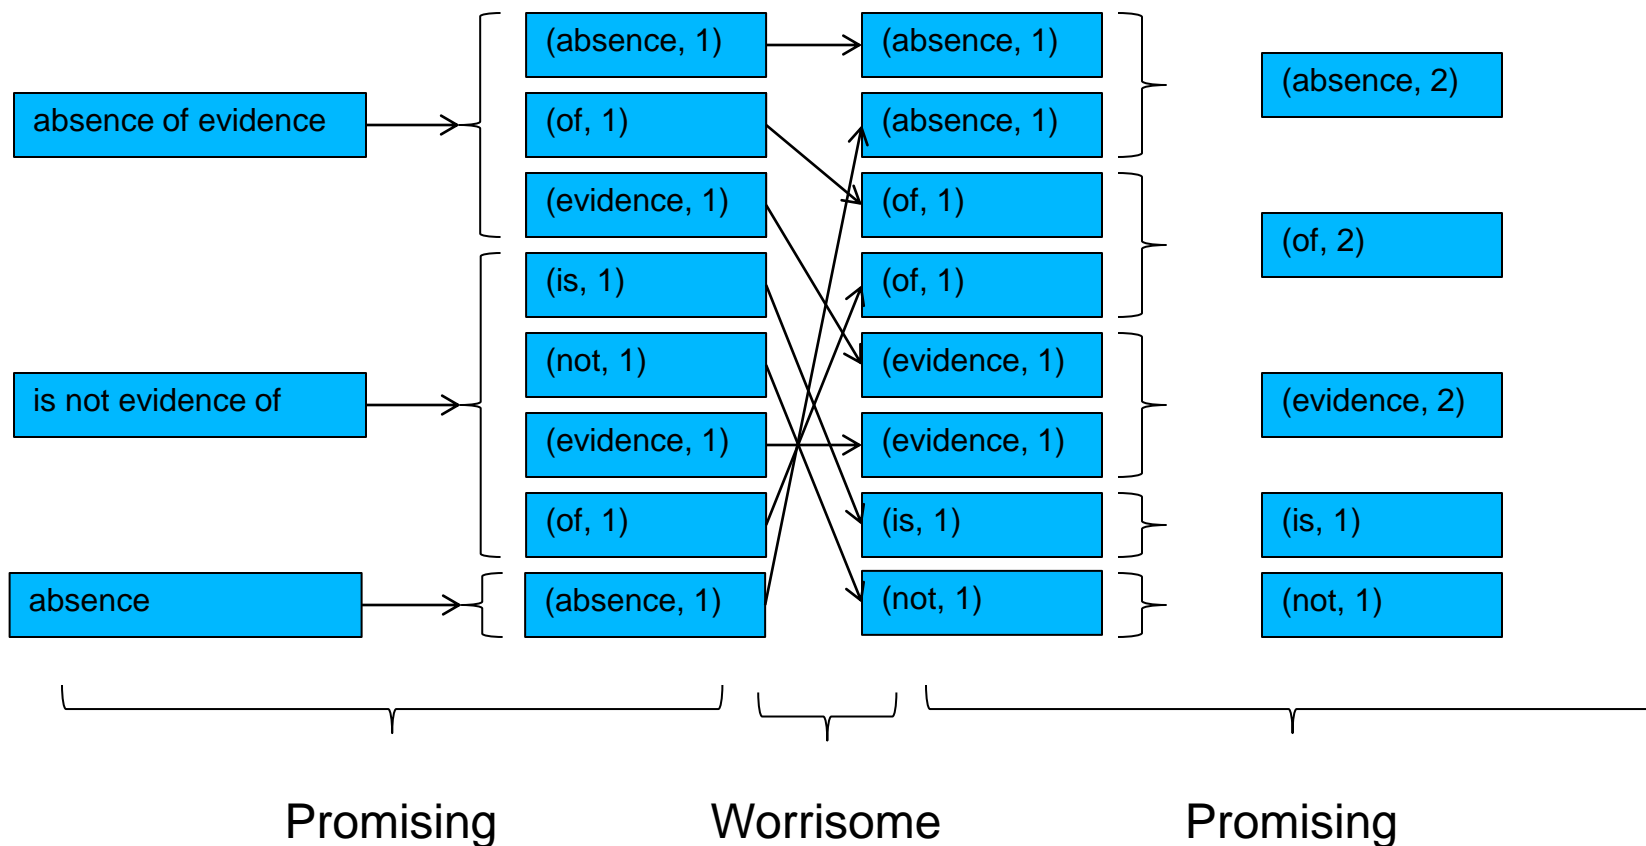 absence of evidence
is not evidence of
absence
(absence, 1)
(of, 1)
(evidence, 1)
(is, 1)
(not, 1)
(evidence, 1)
(of, 1)
(absence, 1)
(absence, 1)
(absence, 1)
(of, 1)
(of, 1)
(evidence, 1)
(evidence, 1)
(is, 1)
(not, 1)
(absence, 2)
(of, 2)
(evidence, 2)
(is, 1)
(not, 1)
Promising
Worrisome
Promising